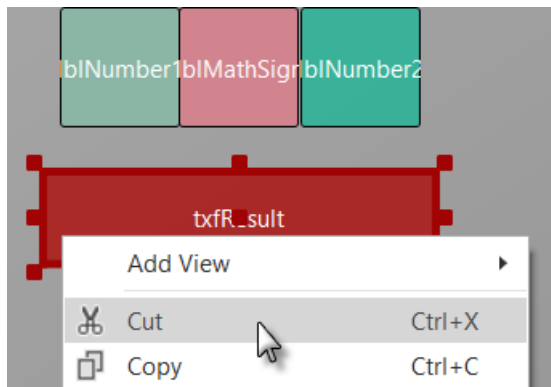 lblNumber1 lblMathSign lblNumber2
txfResult
Add View
Cut Ctrl+X
Copy Ctrl+C